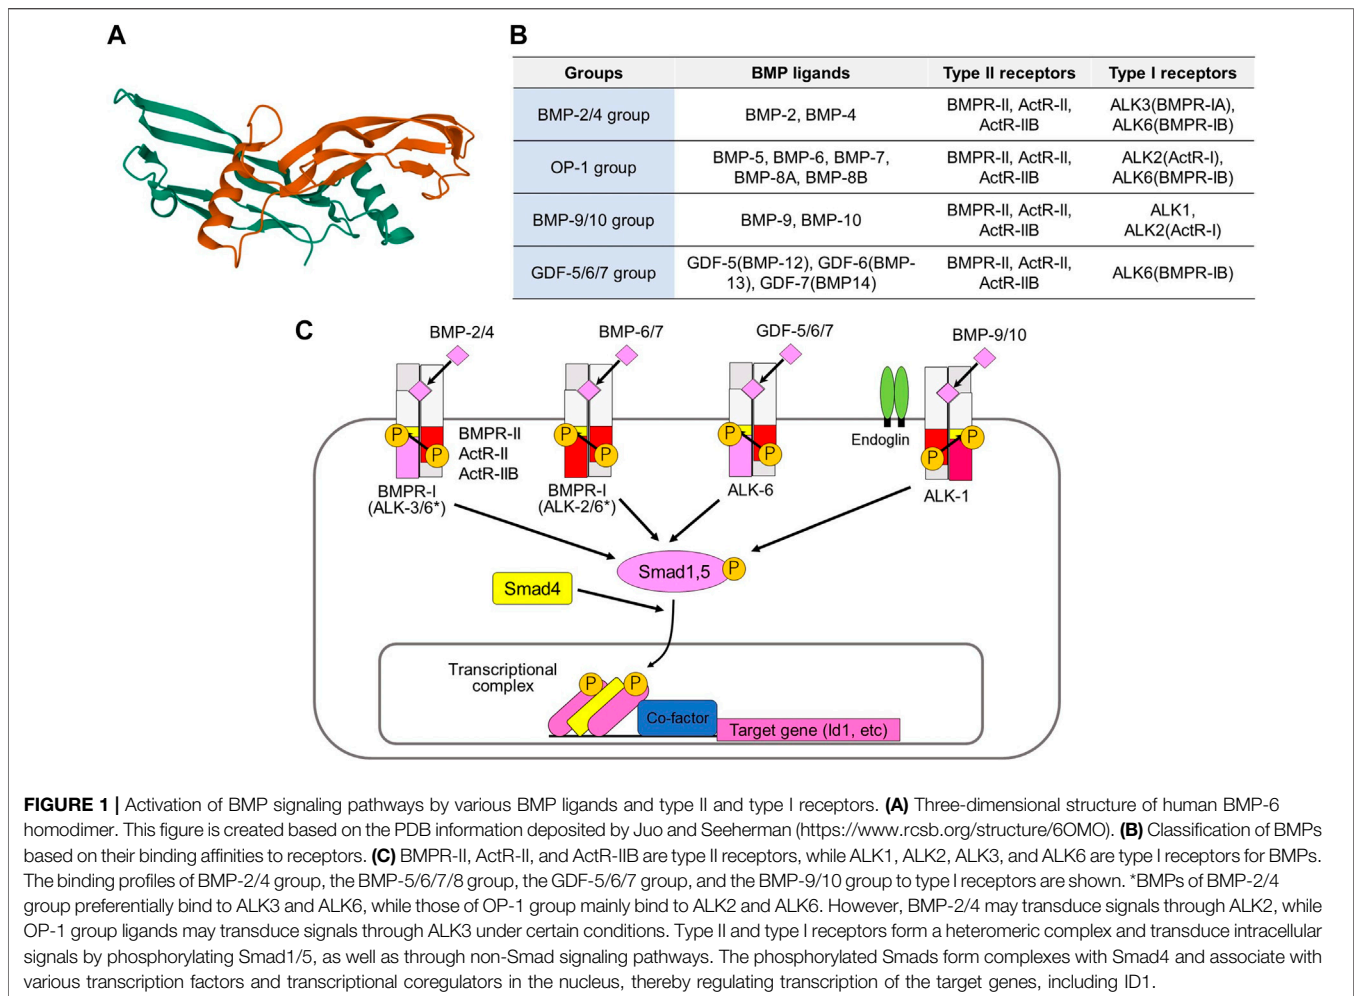 A
B
Groups BMP ligands Type II receptors Type I receptors
BMP-2/4 group BMP-2, BMP-4 BMPR-II, ActR-II, ActR-IIB ALK3(BMPR-IA), ALK6(BMPR-IB)
OP-1 group BMP-5, BMP-6, BMP-7, BMP-8A, BMP-8B BMPR-II, ActR-II, ActR-IIB ALK2(ActR-I), ALK6(BMPR-IB)
BMP-9/10 group BMP-9, BMP-10 BMPR-II, ActR-II, ActR-IIB ALK1, ALK2(ActR-I)
GDF-5/6/7 group GDF-5(BMP-12), GDF-6(BMP-13), GDF-7(BMP14) BMPR-II, ActR-II, ActR-IIB ALK6(BMPR-IB)
C
BMP-2/4
BMP-6/7
GDF-5/6/7
BMP-9/10
P
P
BMPR-II
ActR-II
ActR-IIB
P
P
P
P
Endoglin
P
P
BMPR-I
(ALK-3/6*)
BMPR-I
(ALK-2/6*)
ALK-6
ALK-1
Smad1,5
P
Smad4
Transcriptional
complex
P
P
Co-factor
Target gene (Id1, etc)
FIGURE 1 | Activation of BMP signaling pathways by various BMP ligands and type II and type I receptors. (A) Three-dimensional structure of human BMP-6
homodimer. This figure is created based on the PDB information deposited by Juo and Seeherman (https://www.rcsb.org/structure/6OMO). (B) Classification of BMPs
based on their binding affinities to receptors. (C) BMPR-II, ActR-II, and ActR-IIB are type II receptors, while ALK1, ALK2, ALK3, and ALK6 are type I receptors for BMPs.
The binding profiles of BMP-2/4 group, the BMP-5/6/7/8 group, the GDF-5/6/7 group, and the BMP-9/10 group to type I receptors are shown. *BMPs of BMP-2/4
group preferentially bind to ALK3 and ALK6, while those of OP-1 group mainly bind to ALK2 and ALK6. However, BMP-2/4 may transduce signals through ALK2, while
OP-1 group ligands may transduce signals through ALK3 under certain conditions. Type II and type I receptors form a heteromeric complex and transduce intracellular
signals by phosphorylating Smad1/5, as well as through non-Smad signaling pathways. The phosphorylated Smads form complexes with Smad4 and associate with
various transcription factors and transcriptional coregulators in the nucleus, thereby regulating transcription of the target genes, including ID1.